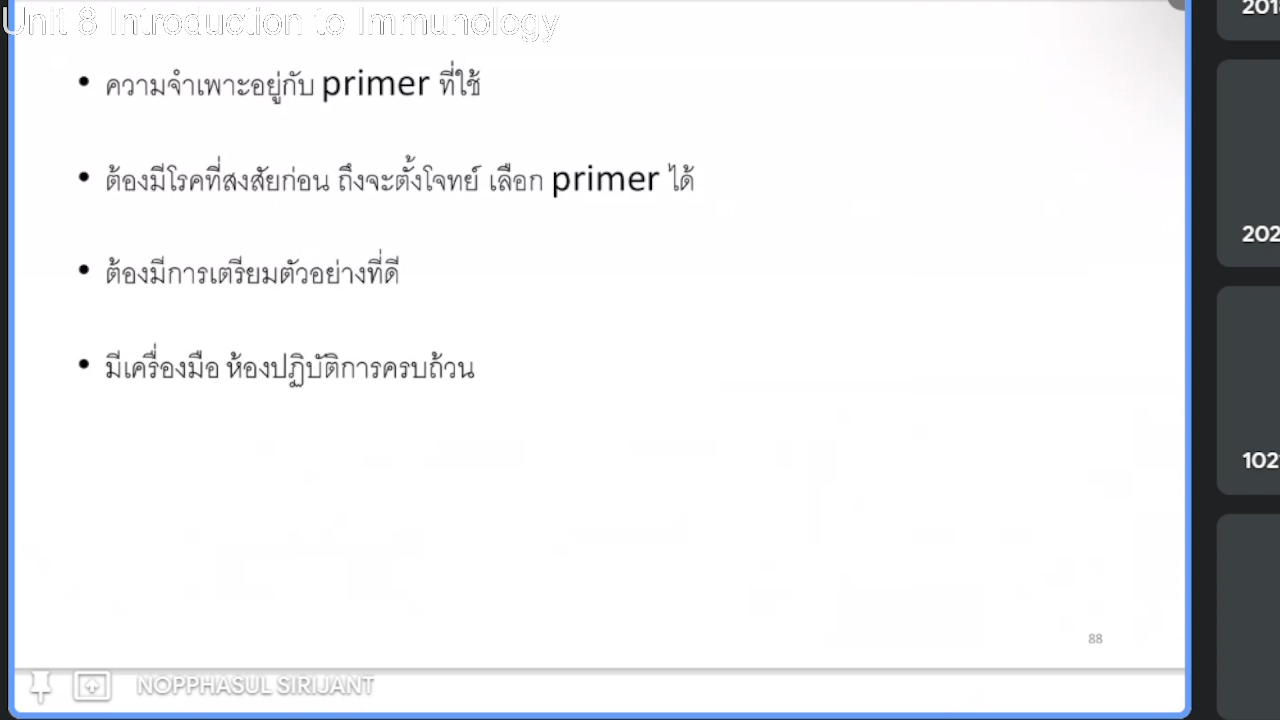 Unit 8 Introduction to Immunology
• ความจำเพาะอยู่กับ primer ที่ใช้
• ต้องมีโรคที่สงสัยก่อน ถึงจะตั้งโจทย์ เลือก primer ได้
• ต้องมีการเตรียมตัวอย่างที่ดี
• มีเครื่องมือ ห้องปฏิบัติการครบถ้วน
88
NOPPHASUL SIRIJANT
201
202
102